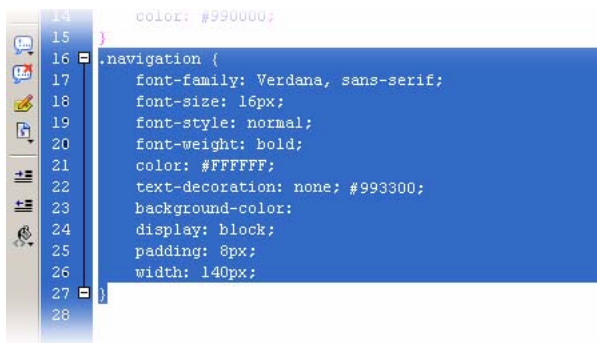 14 color: #990000;
15 }
16 .navigation {
17 font-family: Verdana, sans-serif;
18 font-size: 16px;
19 font-style: normal;
20 font-weight: bold;
21 color: #FFFFFF;
22 text-decoration: none; #993300;
23 background-color:
24 display: block;
25 padding: 8px;
26 width: 140px;
27 }
28